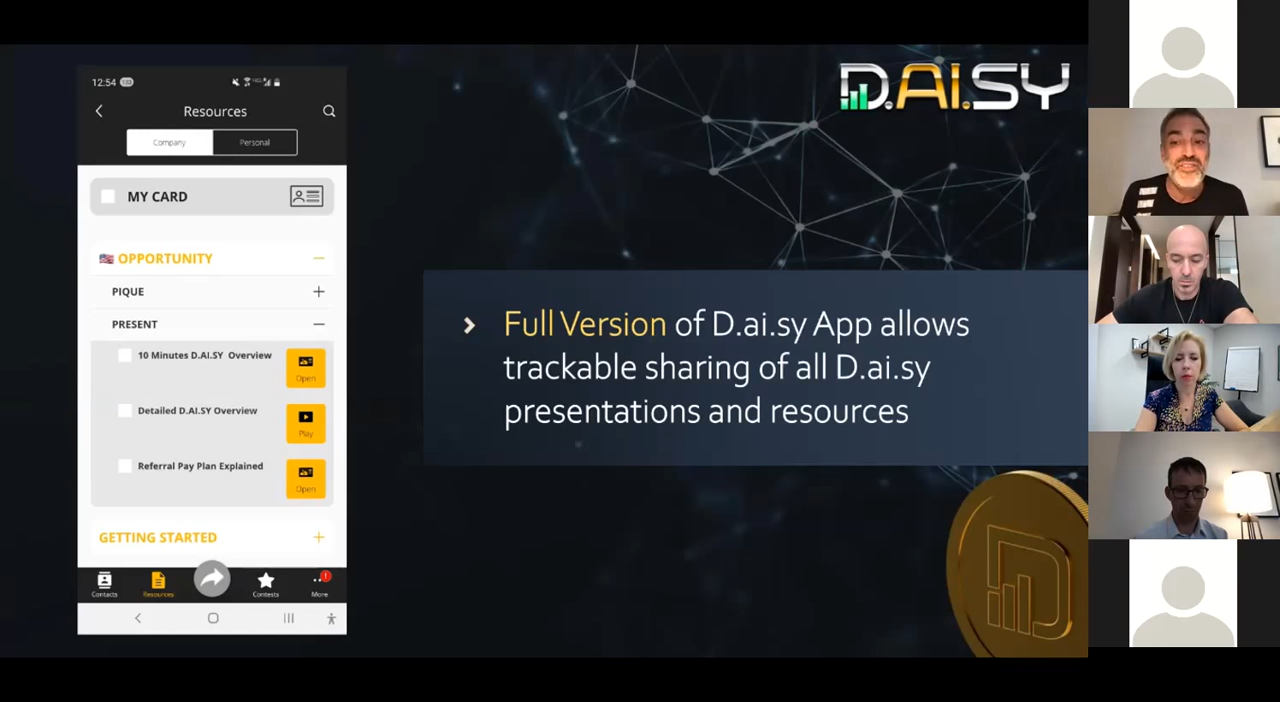 12:54
Resources
Company
Personal
MY CARD
OPPORTUNITY
PIQUE
PRESENT
10 Minutes D.AI.SY Overview
Open
Detailed D.AI.SY Overview
Play
Referral Pay Plan Explained
Open
GETTING STARTED
Contacts
Resources
Contests
More
D.AI.SY
Full Version of D.ai.sy App allows
trackable sharing of all D.ai.sy
presentations and resources